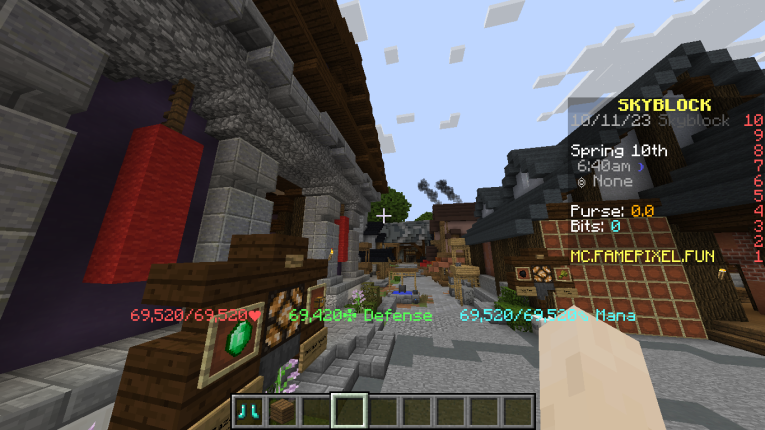 SKYBLOCK
10/11/23 Skyblock 10
9
Spring 10th 8
6:40am 7
None 6
5
Purse: 0,0 4
Bits: 0 3
2
MC.FAMEPIXEL.FUN 1
69,520/69,520❤ 69,420 Defense 69,520/69,520 Mana